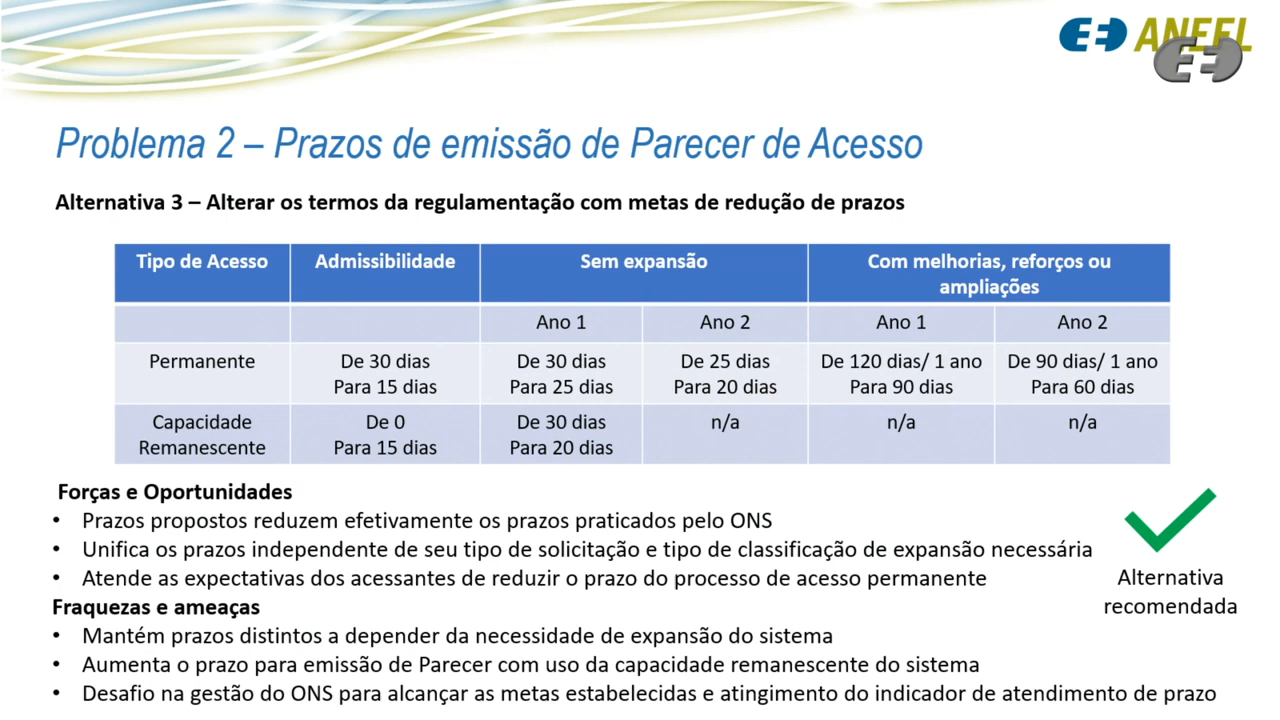 ANEEL
Problema 2 – Prazos de emissão de Parecer de Acesso
Alternativa 3 – Alterar os termos da regulamentação com metas de redução de prazos
Tipo de Acesso Admissibilidade Sem expansão Com melhorias, reforços ou
ampliações
Ano 1 Ano 2 Ano 1 Ano 2
Permanente De 30 dias De 30 dias De 25 dias De 120 dias/ 1 ano De 90 dias/ 1 ano
Para 15 dias Para 25 dias Para 20 dias Para 90 dias Para 60 dias
Capacidade De 0 De 30 dias n/a n/a n/a
Remanescente Para 15 dias Para 20 dias
Forças e Oportunidades
• Prazos propostos reduzem efetivamente os prazos praticados pelo ONS
• Unifica os prazos independente de seu tipo de solicitação e tipo de classificação de expansão necessária
• Atende as expectativas dos acessantes de reduzir o prazo do processo de acesso permanente
Alternativa
recomendada
Fraquezas e ameaças
• Mantém prazos distintos a depender da necessidade de expansão do sistema
• Aumenta o prazo para emissão de Parecer com uso da capacidade remanescente do sistema
• Desafio na gestão do ONS para alcançar as metas estabelecidas e atingimento do indicador de atendimento de prazo